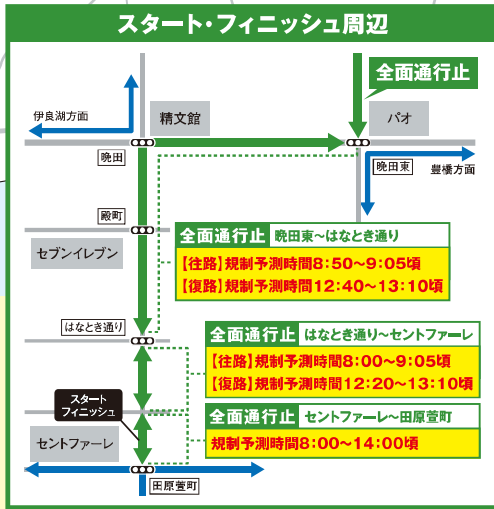 スタート・フィニッシュ周辺
全面通行止
伊良湖方面
精文館
パオ
晩田
晩田東
豊橋方面
殿町
セブンイレブン
全面通行止 晩田東~はなとき通り
【往路】規制予測時間8:50~9:05頃
【復路】規制予測時間12:40~13:10頃
はなとき通り
全面通行止 はなとき通り~セントファーレ
【往路】規制予測時間8:00~9:05頃
【復路】規制予測時間12:20~13:10頃
スタート
フィニッシュ
全面通行止 セントファーレ~田原萱町
規制予測時間8:00~14:00頃
セントファーレ
田原萱町